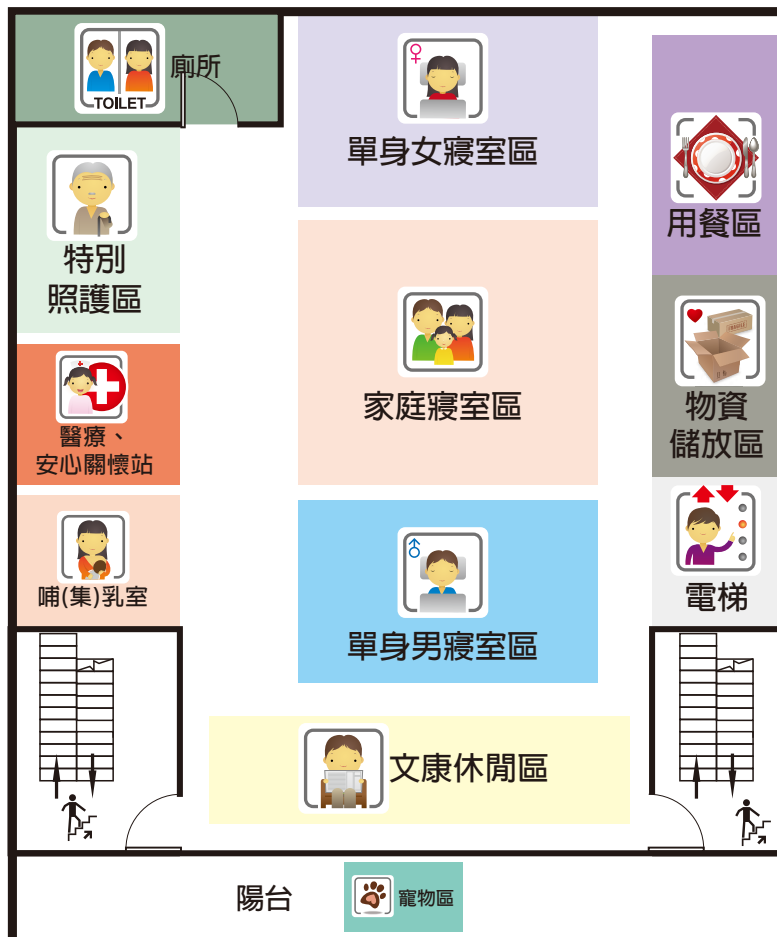 TOILET
廁所
單身女寢室區
用餐區
特別
照護區
家庭寢室區
物資
儲放區
醫療、
安心關懷站
哺(集)乳室
電梯
單身男寢室區
文康休閒區
陽台
寵物區